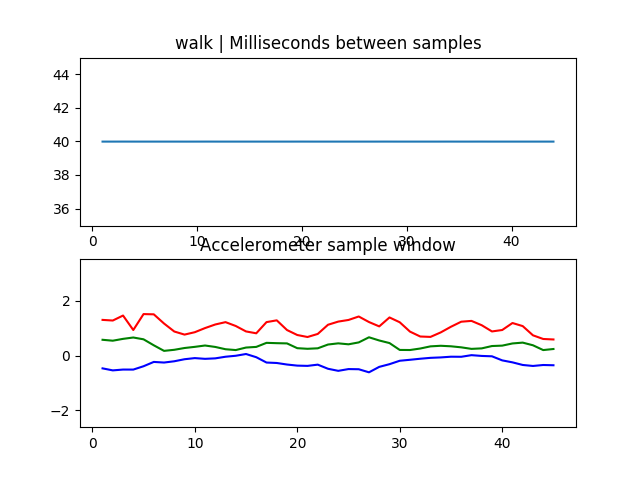 walk | Milliseconds between samples
44
42
40
38
36
0 10 20 30 40
Accelerometer sample window
2
0
−2
0 10 20 30 40